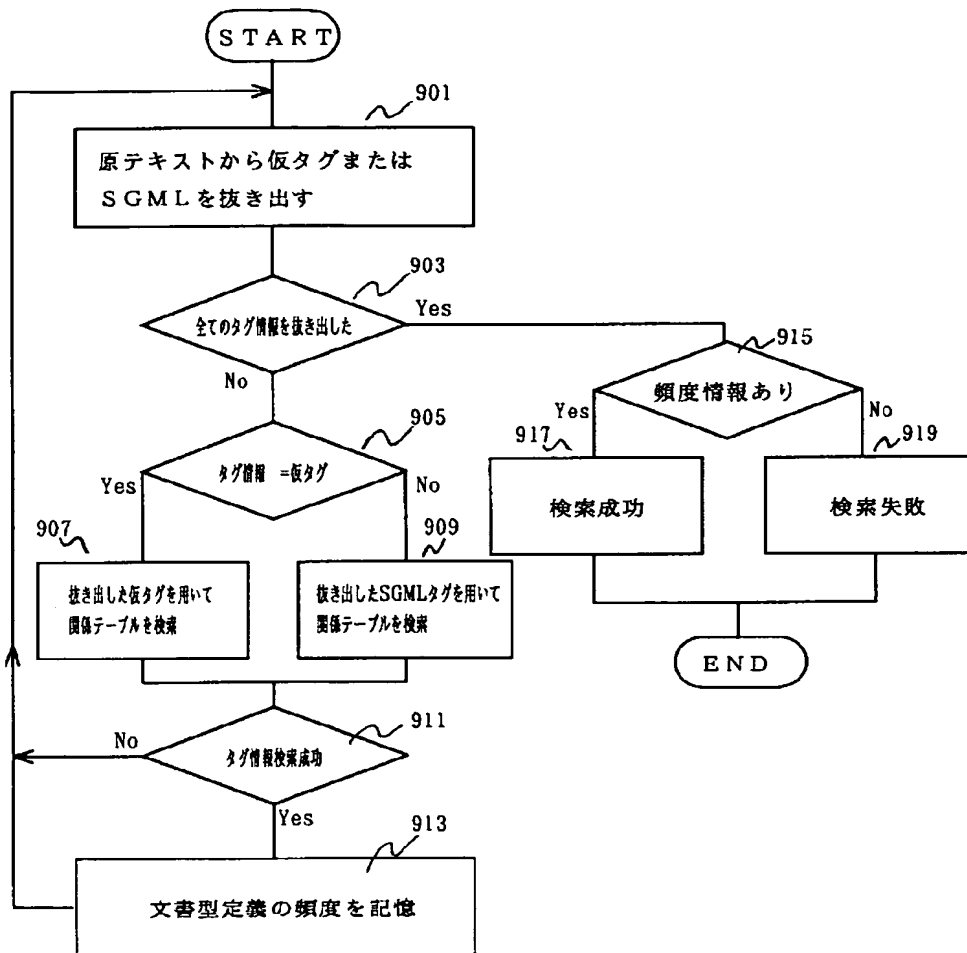 START
901
原テキストから仮タグまたは
SGMLを抜き出す
903
全てのタグ情報を抜き出した
Yes
No
915
頻度情報あり
Yes
No
917
検索成功
919
検索失敗
END
905
タグ情報 =仮タグ
Yes
No
907
抜き出した仮タグを用いて
関係テーブルを検索
909
抜き出したSGMLタグを用いて
関係テーブルを検索
911
タグ情報検索成功
No
Yes
913
文書型定義の頻度を記憶